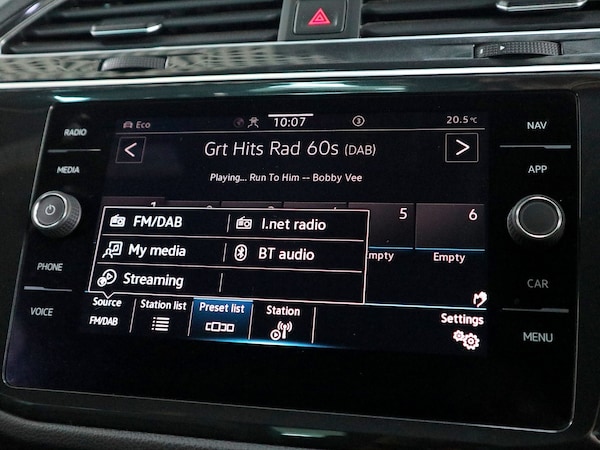 RADIO
MEDIA
PHONE
VOICE
NAV
APP
CAR
MENU
Eco
10:07
3
20.5°C
< Grt Hits Rad 60s (DAB) >
Playing... Run To Him -- Bobby Vee
5 6
Empty
FM/DAB I.net radio
My media BT audio
Streaming
Source Station list Preset list Station Settings
FM/DAB